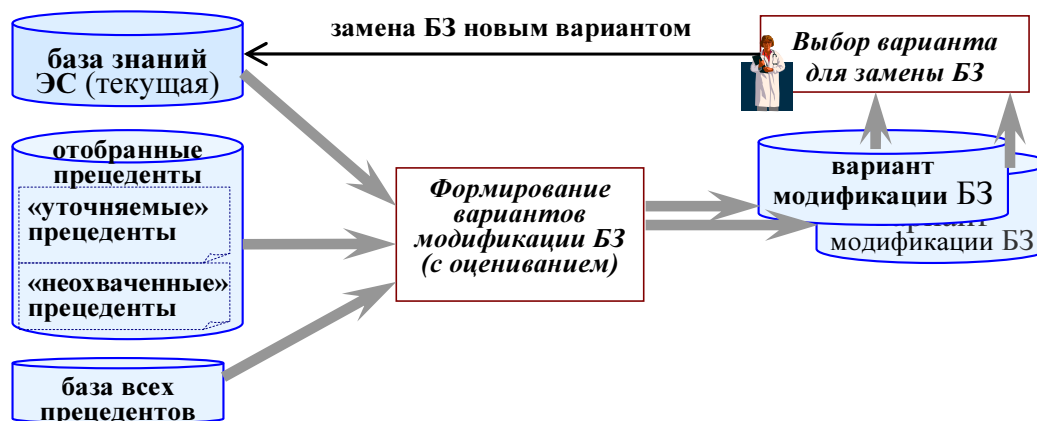 замена БЗ новым вариантом
база знаний
ЭС (текущая)
Выбор варианта
для замены БЗ
отобранные
прецеденты
«уточняемые»
прецеденты
«неохваченные»
прецеденты
Формирование
вариантов
модификации БЗ
(с оцениванием)
вариант
модификации БЗ
модификации БЗ
база всех
прецедентов